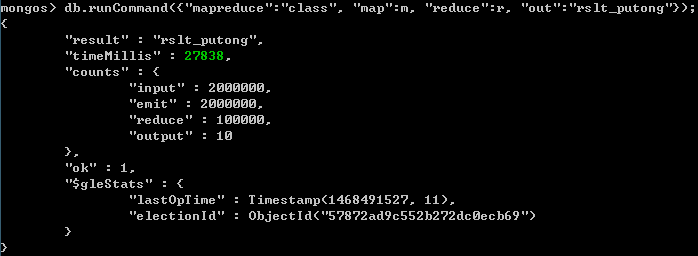 mongos> db.runCommand({"mapreduce":"class", "map":m, "reduce":r, "out":"rslt_putong"});
{
"result" : "rslt_putong",
"timeMillis" : 27838,
"counts" : {
"input" : 2000000,
"emit" : 2000000,
"reduce" : 100000,
"output" : 10
},
"ok" : 1,
"$gleStats" : {
"lastOpTime" : Timestamp(1468491527, 11),
"electionId" : ObjectId("57872ad9c552b272dc0ecb69")
}
}